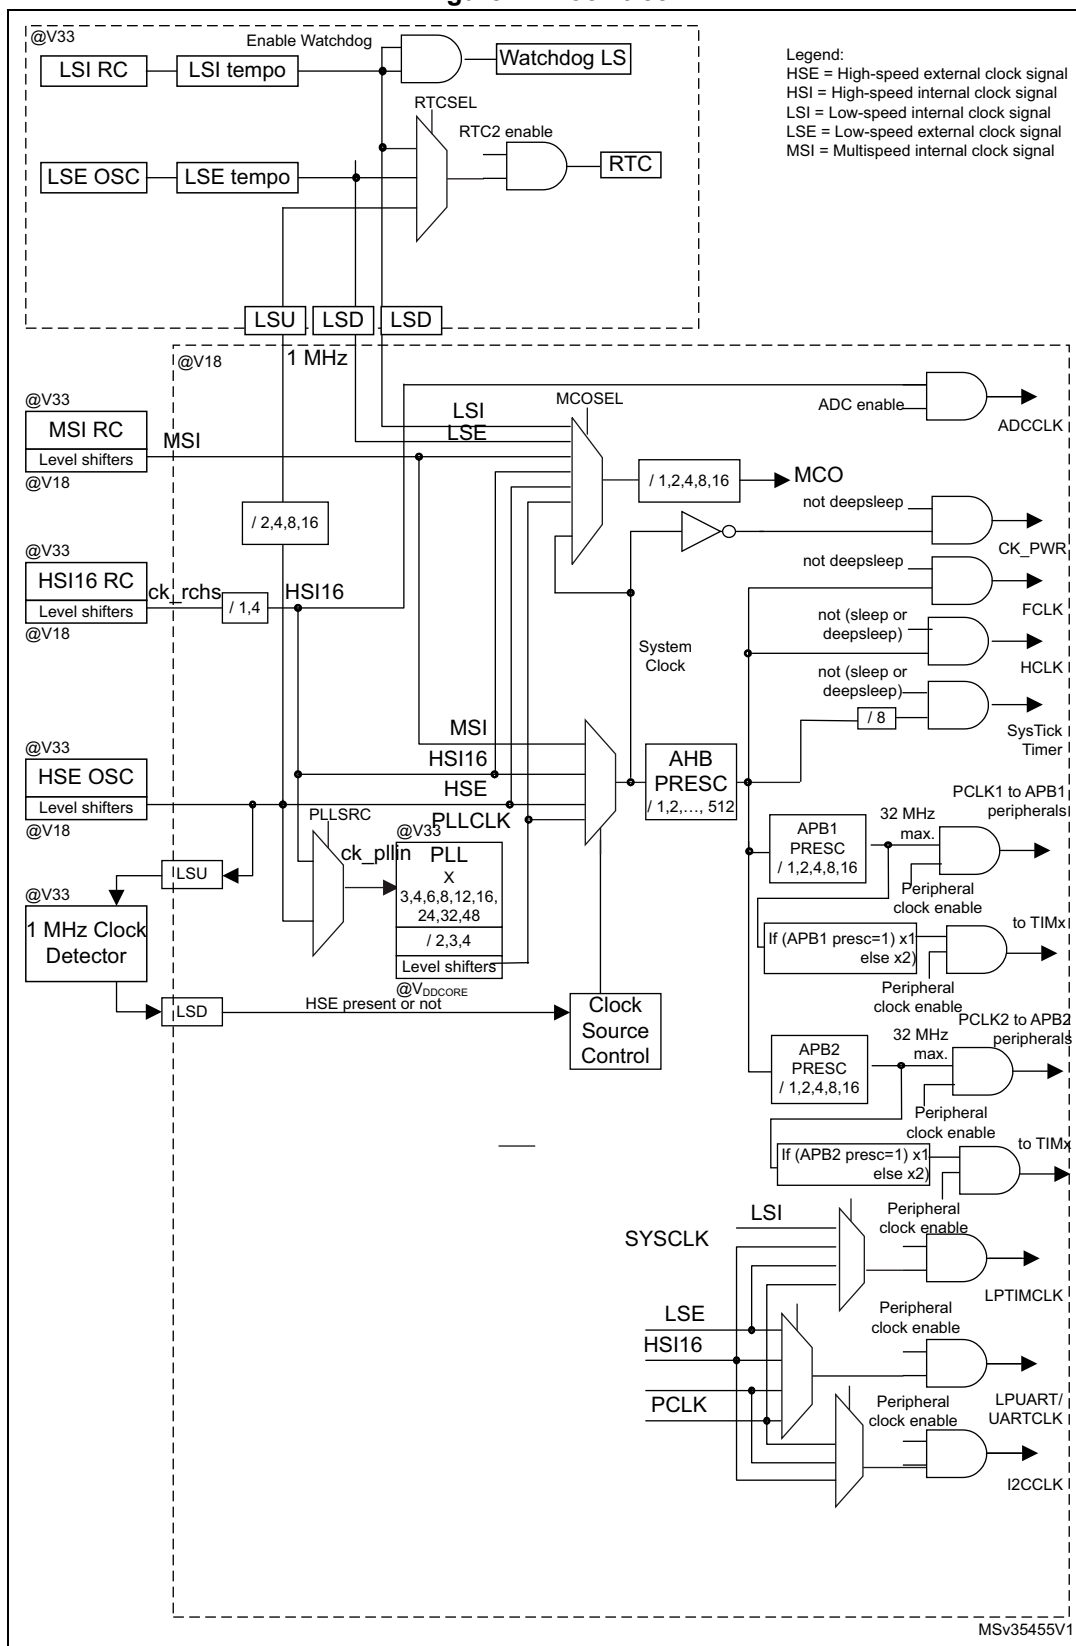 @V33
Enable Watchdog
LSI RC
LSI tempo
Watchdog LS
Legend:
HSE = High-speed external clock signal
HSI = High-speed internal clock signal
LSI = Low-speed internal clock signal
LSE = Low-speed external clock signal
MSI = Multispeed internal clock signal
RTCSEL
RTC2 enable
LSE OSC
LSE tempo
RTC
LSU
LSD
LSD
@V18
1 MHz
@V33
MSI RC
Level shifters
@V18
MSI
LSI
LSE
MCOSEL
ADC enable
ADCCLK
/ 1,2,4,8,16
MCO
/ 2,4,8,16
not deepsleep
CK_PWR
@V33
HSI16 RC
Level shifters
@V18
ck_rchs
/ 1,4
HSI16
not deepsleep
FCLK
not (sleep or
deepsleep)
HCLK
System
Clock
not (sleep or
deepsleep)
/ 8
SysTick
Timer
@V33
HSE OSC
Level shifters
@V18
MSI
HSI16
HSE
PLLCLK
AHB
PRESC
/ 1,2,..., 512
PLLSRC
ck_pllin
@V33
PLL
X
3,4,6,8,12,16,
24,32,48
/ 2,3,4
Level shifters
@VDDCORE
LSU
@V33
1 MHz Clock
Detector
LSD
HSE present or not
Clock
Source
Control
APB1
PRESC
/ 1,2,4,8,16
32 MHz
max.
PCLK1 to APB1
peripherals
Peripheral
clock enable
If (APB1 presc=1) x1
else x2)
to TIMx
Peripheral
clock enable
APB2
PRESC
/ 1,2,4,8,16
32 MHz
max.
PCLK2 to APB2
peripherals
Peripheral
clock enable
If (APB2 presc=1) x1
else x2)
to TIMx
Peripheral
clock enable
LSI
SYSCLK
LPTIMCLK
LSE
HSI16
PCLK
Peripheral
clock enable
LPUART/
UARTCLK
Peripheral
clock enable
I2CCLK
MSv35455V1